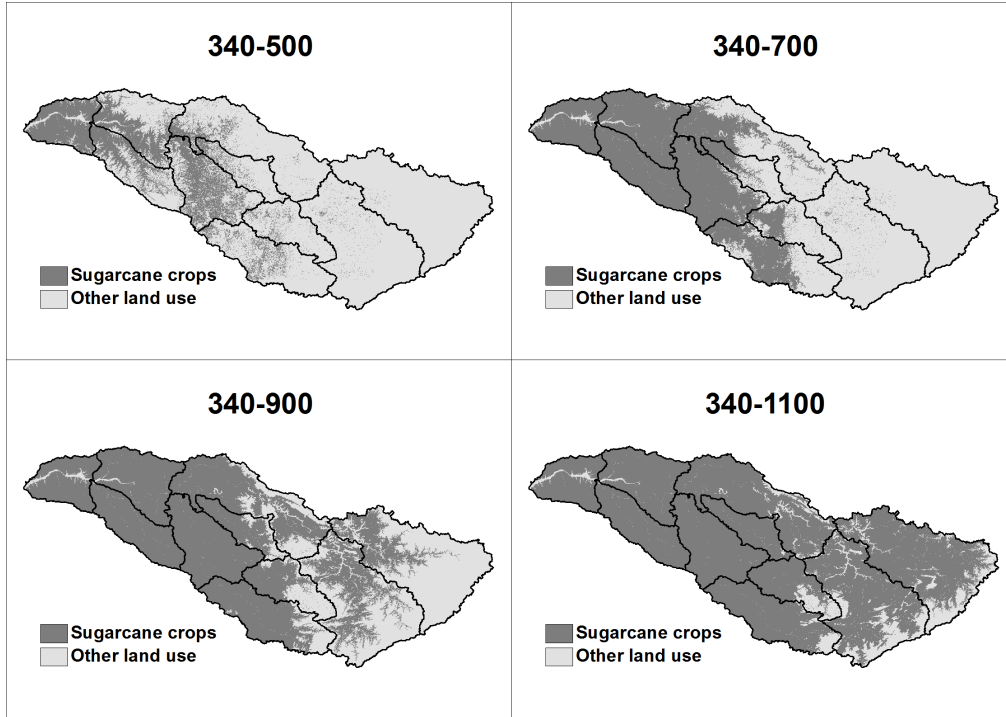 340-500
Sugarcane crops
Other land use
340-700
Sugarcane crops
Other land use
340-900
Sugarcane crops
Other land use
340-1100
Sugarcane crops
Other land use